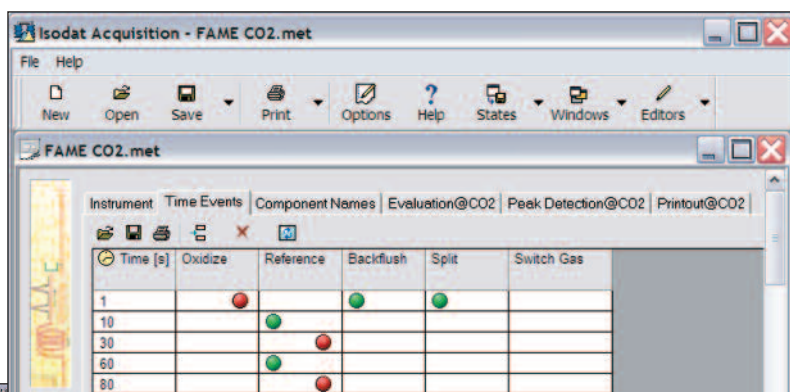 Isodat Acquisition - FAME CO2.met
File Help
New Open Save Print Options Help States Windows Editors
FAME CO2.met
Instrument Time Events Component Names Evaluation@CO2 Peak Detection@CO2 Printout@CO2
Time [s] Oxidize Reference Backflush Split Switch Gas
1
10
30
60
80